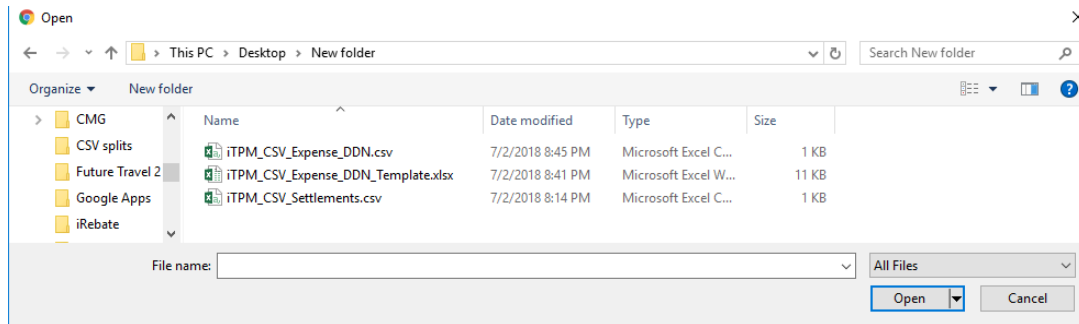 Open
This PC > Desktop > New folder
Search New folder
Organize
New folder
CMG
CSV splits
Future Travel 2
Google Apps
iRebate
Name Date modified Type Size
iTPM_CSV_Expense_DDN.csv 7/2/2018 8:45 PM Microsoft Excel C... 1 KB
iTPM_CSV_Expense_DDN_Template.xlsx 7/2/2018 8:41 PM Microsoft Excel W... 11 KB
iTPM_CSV_Settlements.csv 7/2/2018 8:14 PM Microsoft Excel C... 1 KB
File name:
All Files
Open
Cancel